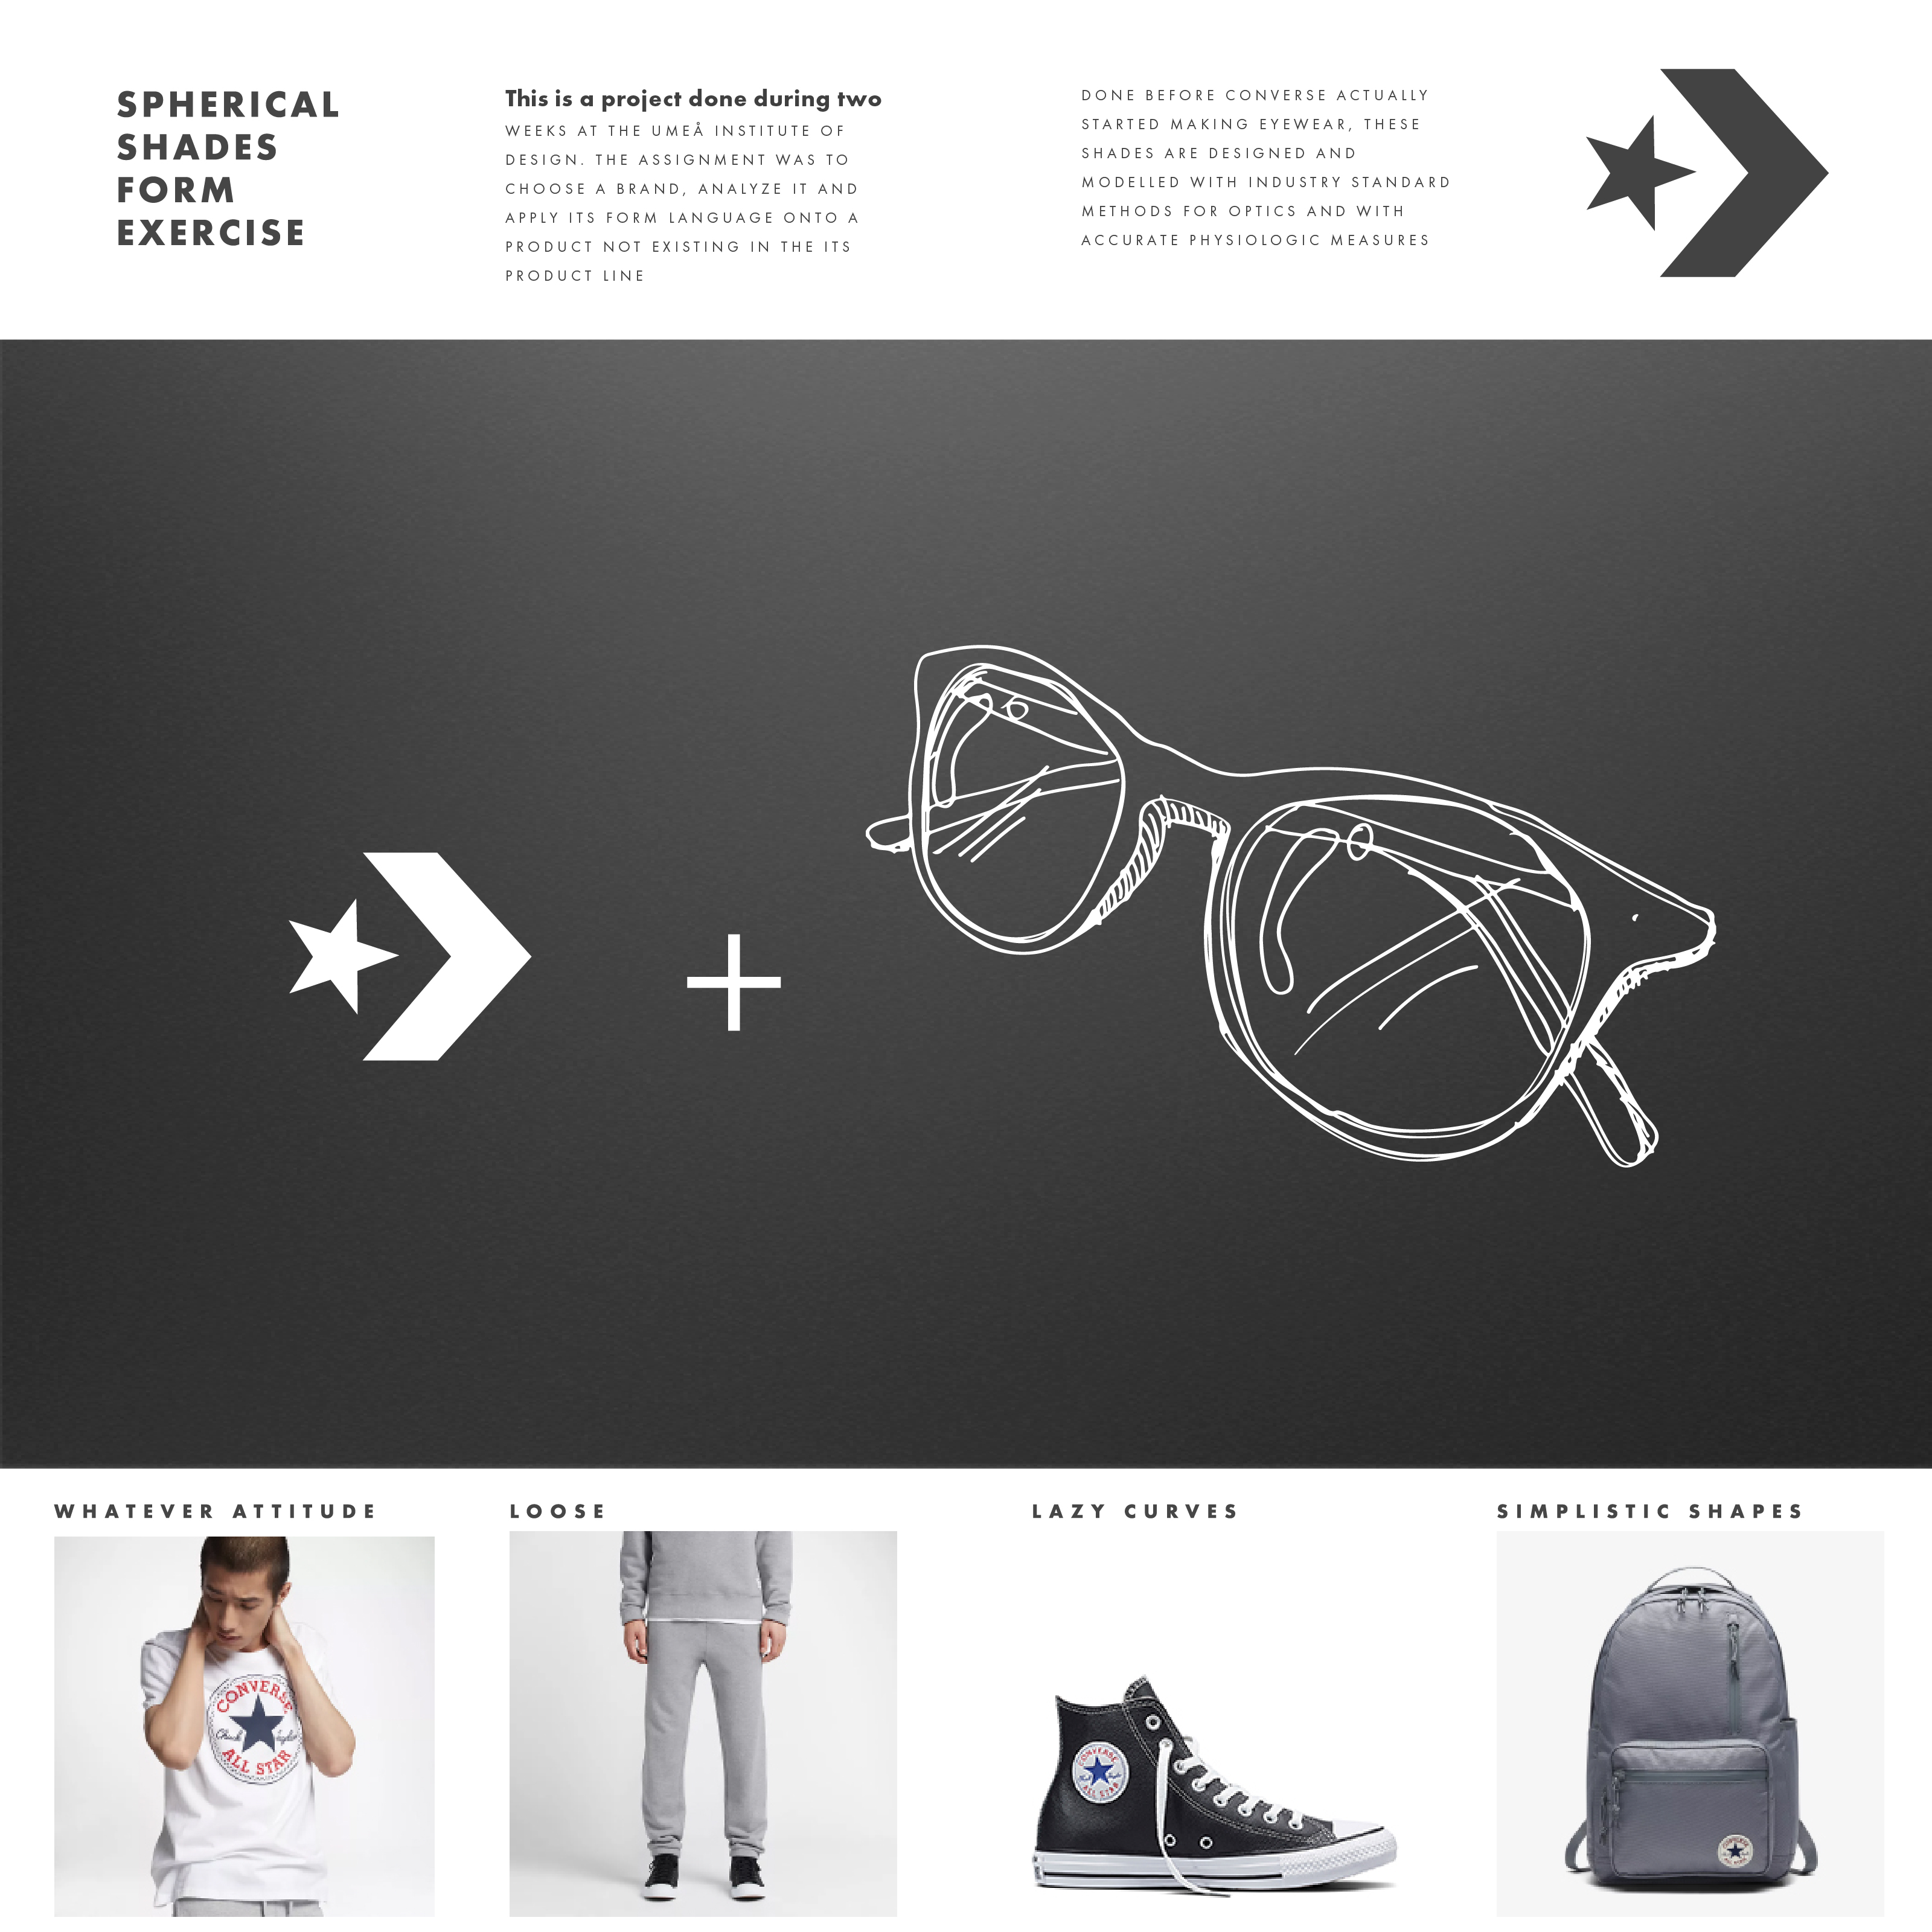 SPHERICAL
SHADES
FORM
EXERCISE
This is a project done during two
WEEKS AT THE UMEÅ INSTITUTE OF
DESIGN. THE ASSIGNMENT WAS TO
CHOOSE A BRAND, ANALYZE IT AND
APPLY ITS FORM LANGUAGE ONTO A
PRODUCT NOT EXISTING IN THE ITS
PRODUCT LINE
DONE BEFORE CONVERSE ACTUALLY
STARTED MAKING EYEWEAR, THESE
SHADES ARE DESIGNED AND
MODELLED WITH INDUSTRY STANDARD
METHODS FOR OPTICS AND WITH
ACCURATE PHYSIOLOGIC MEASURES
WHATEVER ATTITUDE
LOOSE
LAZY CURVES
SIMPLISTIC SHAPES
CONVERSE
Chuck Taylor
ALL STAR
CONVERSE
ALL STAR
CONVERSE
ALL STAR